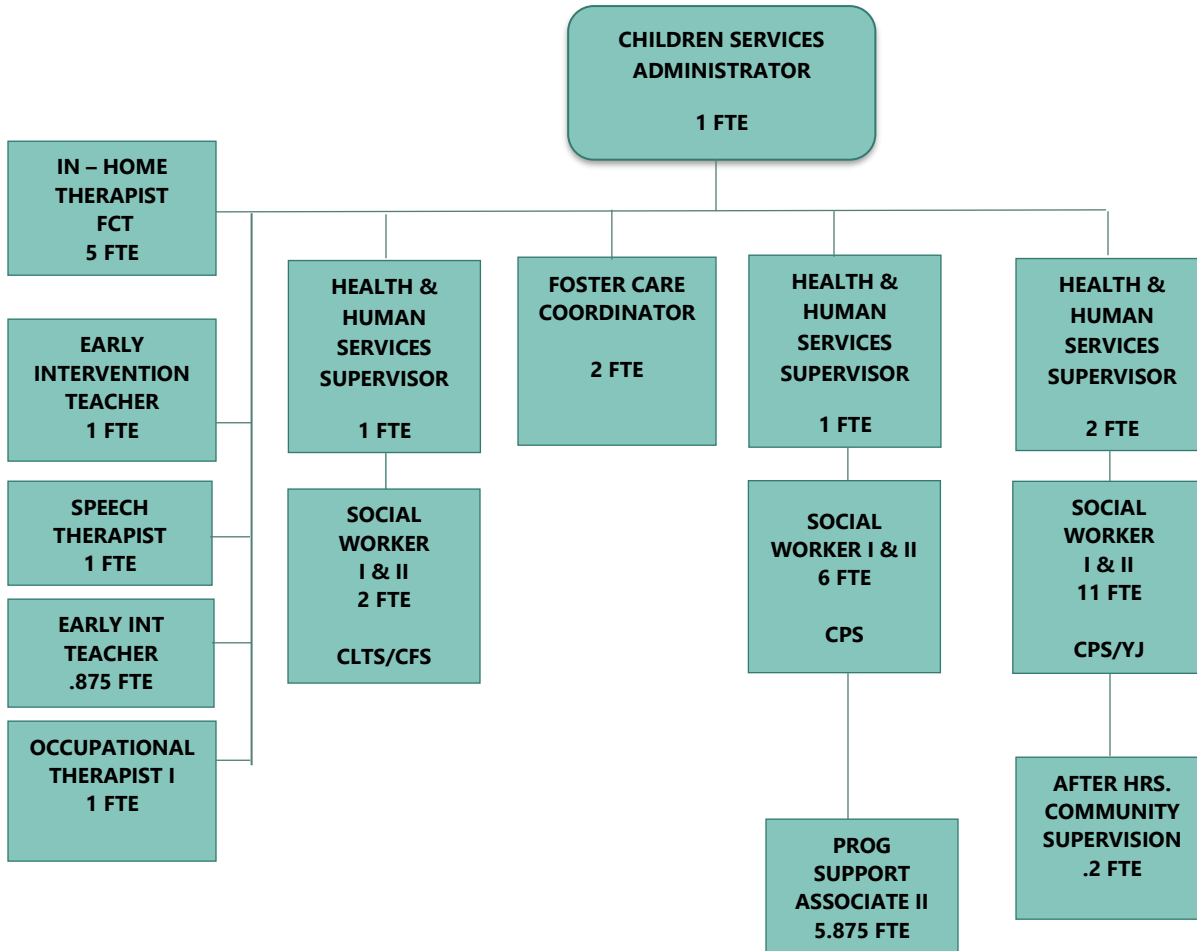 CHILDREN SERVICES
ADMINISTRATOR
1 FTE
IN – HOME
THERAPIST
FCT
5 FTE
EARLY
INTERVENTION
TEACHER
1 FTE
SPEECH
THERAPIST
1 FTE
EARLY INT
TEACHER
.875 FTE
OCCUPATIONAL
THERAPIST I
1 FTE
HEALTH &
HUMAN
SERVICES
SUPERVISOR
1 FTE
SOCIAL
WORKER
I & II
2 FTE
CLTS/CFS
FOSTER CARE
COORDINATOR
2 FTE
HEALTH &
HUMAN
SERVICES
SUPERVISOR
1 FTE
SOCIAL
WORKER I & II
6 FTE
CPS
PROG
SUPPORT
ASSOCIATE II
5.875 FTE
HEALTH &
HUMAN
SERVICES
SUPERVISOR
2 FTE
SOCIAL
WORKER
I & II
11 FTE
CPS/YJ
AFTER HRS.
COMMUNITY
SUPERVISION
.2 FTE